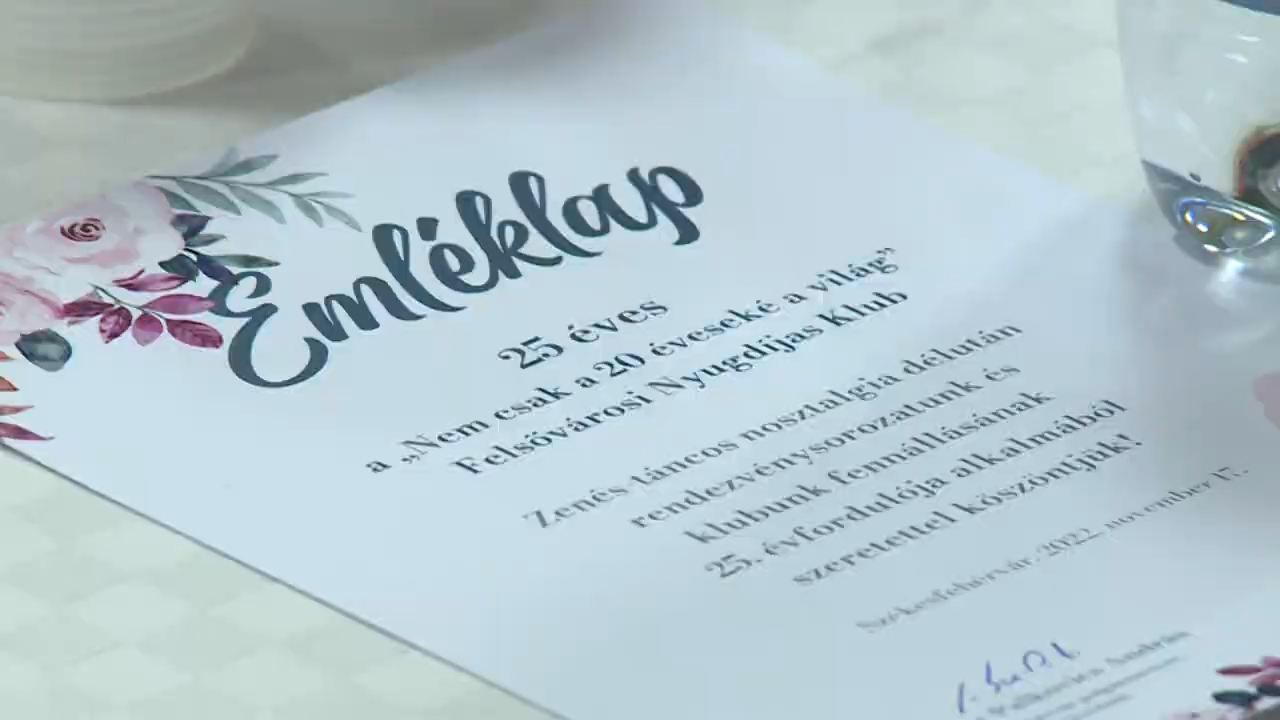 Emléklap
25 éves
a „Nem csak a 20 éveseké a világ”
Felsővárosi Nyugdíjas Klub
Zenés-táncos nosztalgia délután
rendezvénysorozatunk és
klubunk fennállásának
25. évfordulója alkalmából
szeretettel köszöntjük!
Székesfehérvár, 2022. november 17.
András